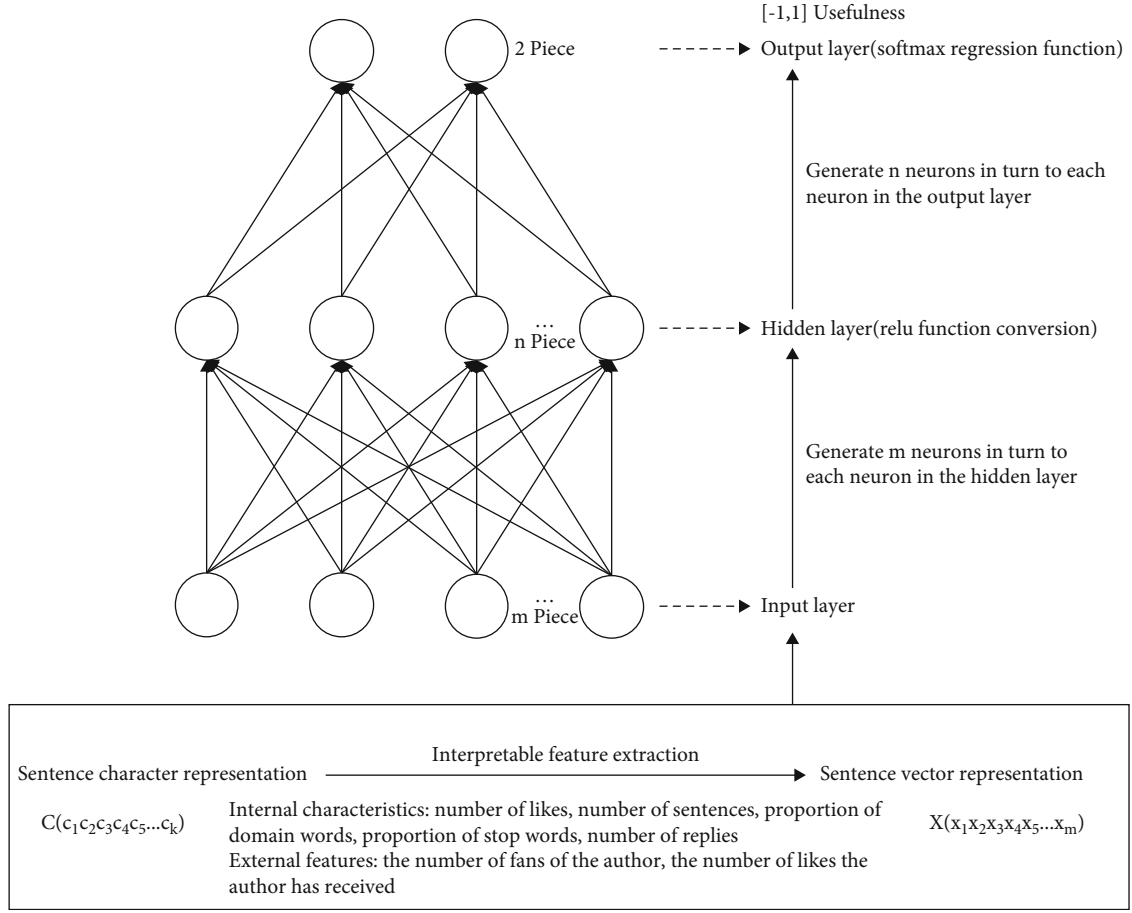 [-1,1] Usefulness
2 Piece
Output layer(softmax regression function)
Generate n neurons in turn to each
neuron in the output layer
...
n Piece
Hidden layer(relu function conversion)
Generate m neurons in turn to
each neuron in the hidden layer
...
m Piece
Input layer
Interpretable feature extraction
Sentence character representation
Sentence vector representation
C(c₁c₂c₃c₄c₅...cₖ)
Internal characteristics: number of likes, number of sentences, proportion of
domain words, proportion of stop words, number of replies
External features: the number of fans of the author, the number of likes the
author has received
X(x₁x₂x₃x₄x₅...xₘ)